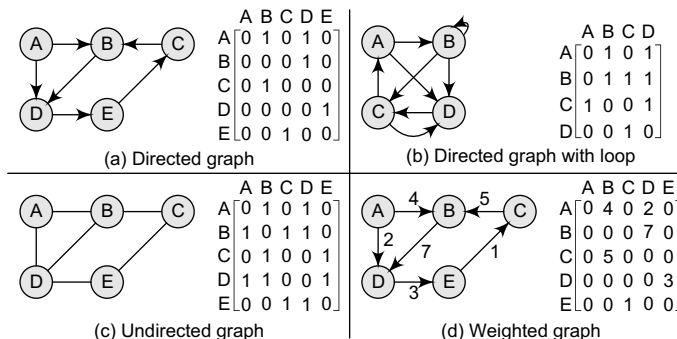 A B C
D E
A B C D E
A 0 1 0 1 0
B 0 0 0 1 0
C 0 1 0 0 0
D 0 0 0 0 1
E 0 0 1 0 0
(a) Directed graph
A B
C D
A B C D
A 0 1 0 1
B 0 1 1 1
C 1 0 0 1
D 0 0 1 0
(b) Directed graph with loop
A B C
D E
A B C D E
A 0 1 0 1 0
B 1 0 1 1 0
C 0 1 0 0 1
D 1 1 0 0 1
E 0 0 1 1 0
(c) Undirected graph
A 4 B 5 C
2 7 1
D 3 E
A B C D E
A 0 4 0 2 0
B 0 0 0 7 0
C 0 5 0 0 0
D 0 0 0 0 3
E 0 0 1 0 0
(d) Weighted graph